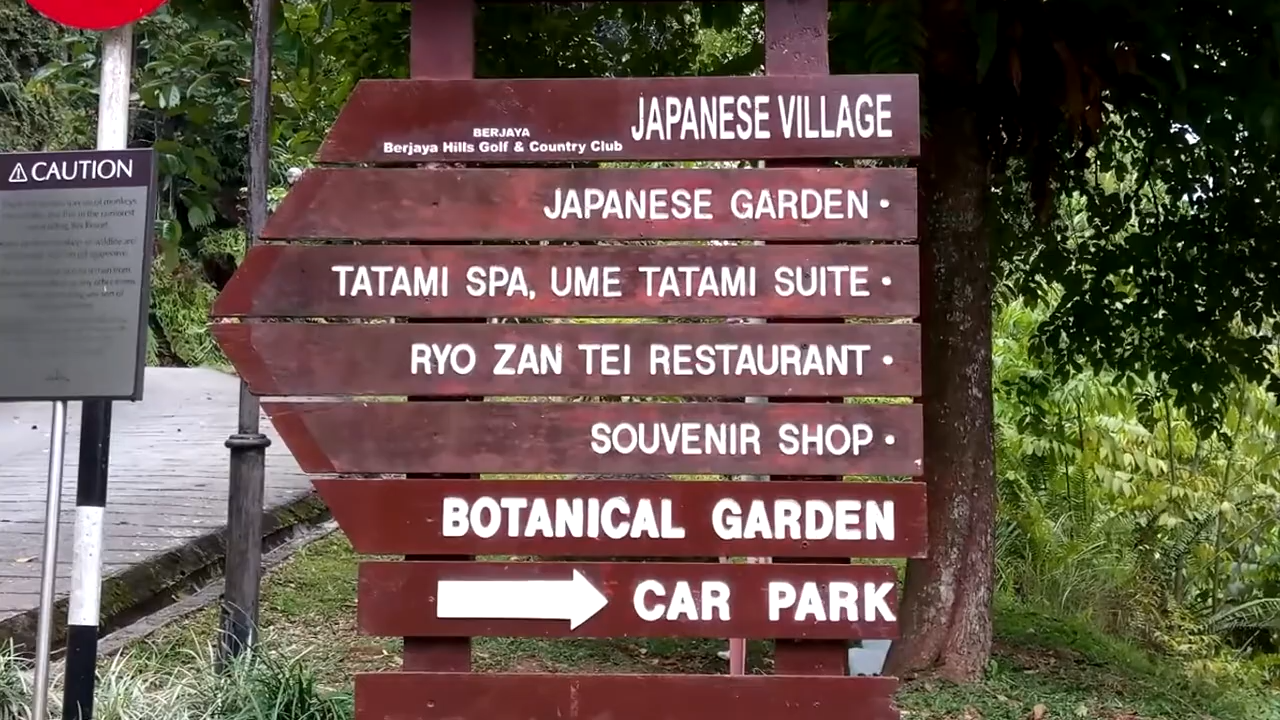 BERJAYA
Berjaya Hills Golf & Country Club
JAPANESE VILLAGE
JAPANESE GARDEN •
TATAMI SPA, UME TATAMI SUITE •
RYO ZAN TEI RESTAURANT •
SOUVENIR SHOP •
BOTANICAL GARDEN
CAR PARK
CAUTION